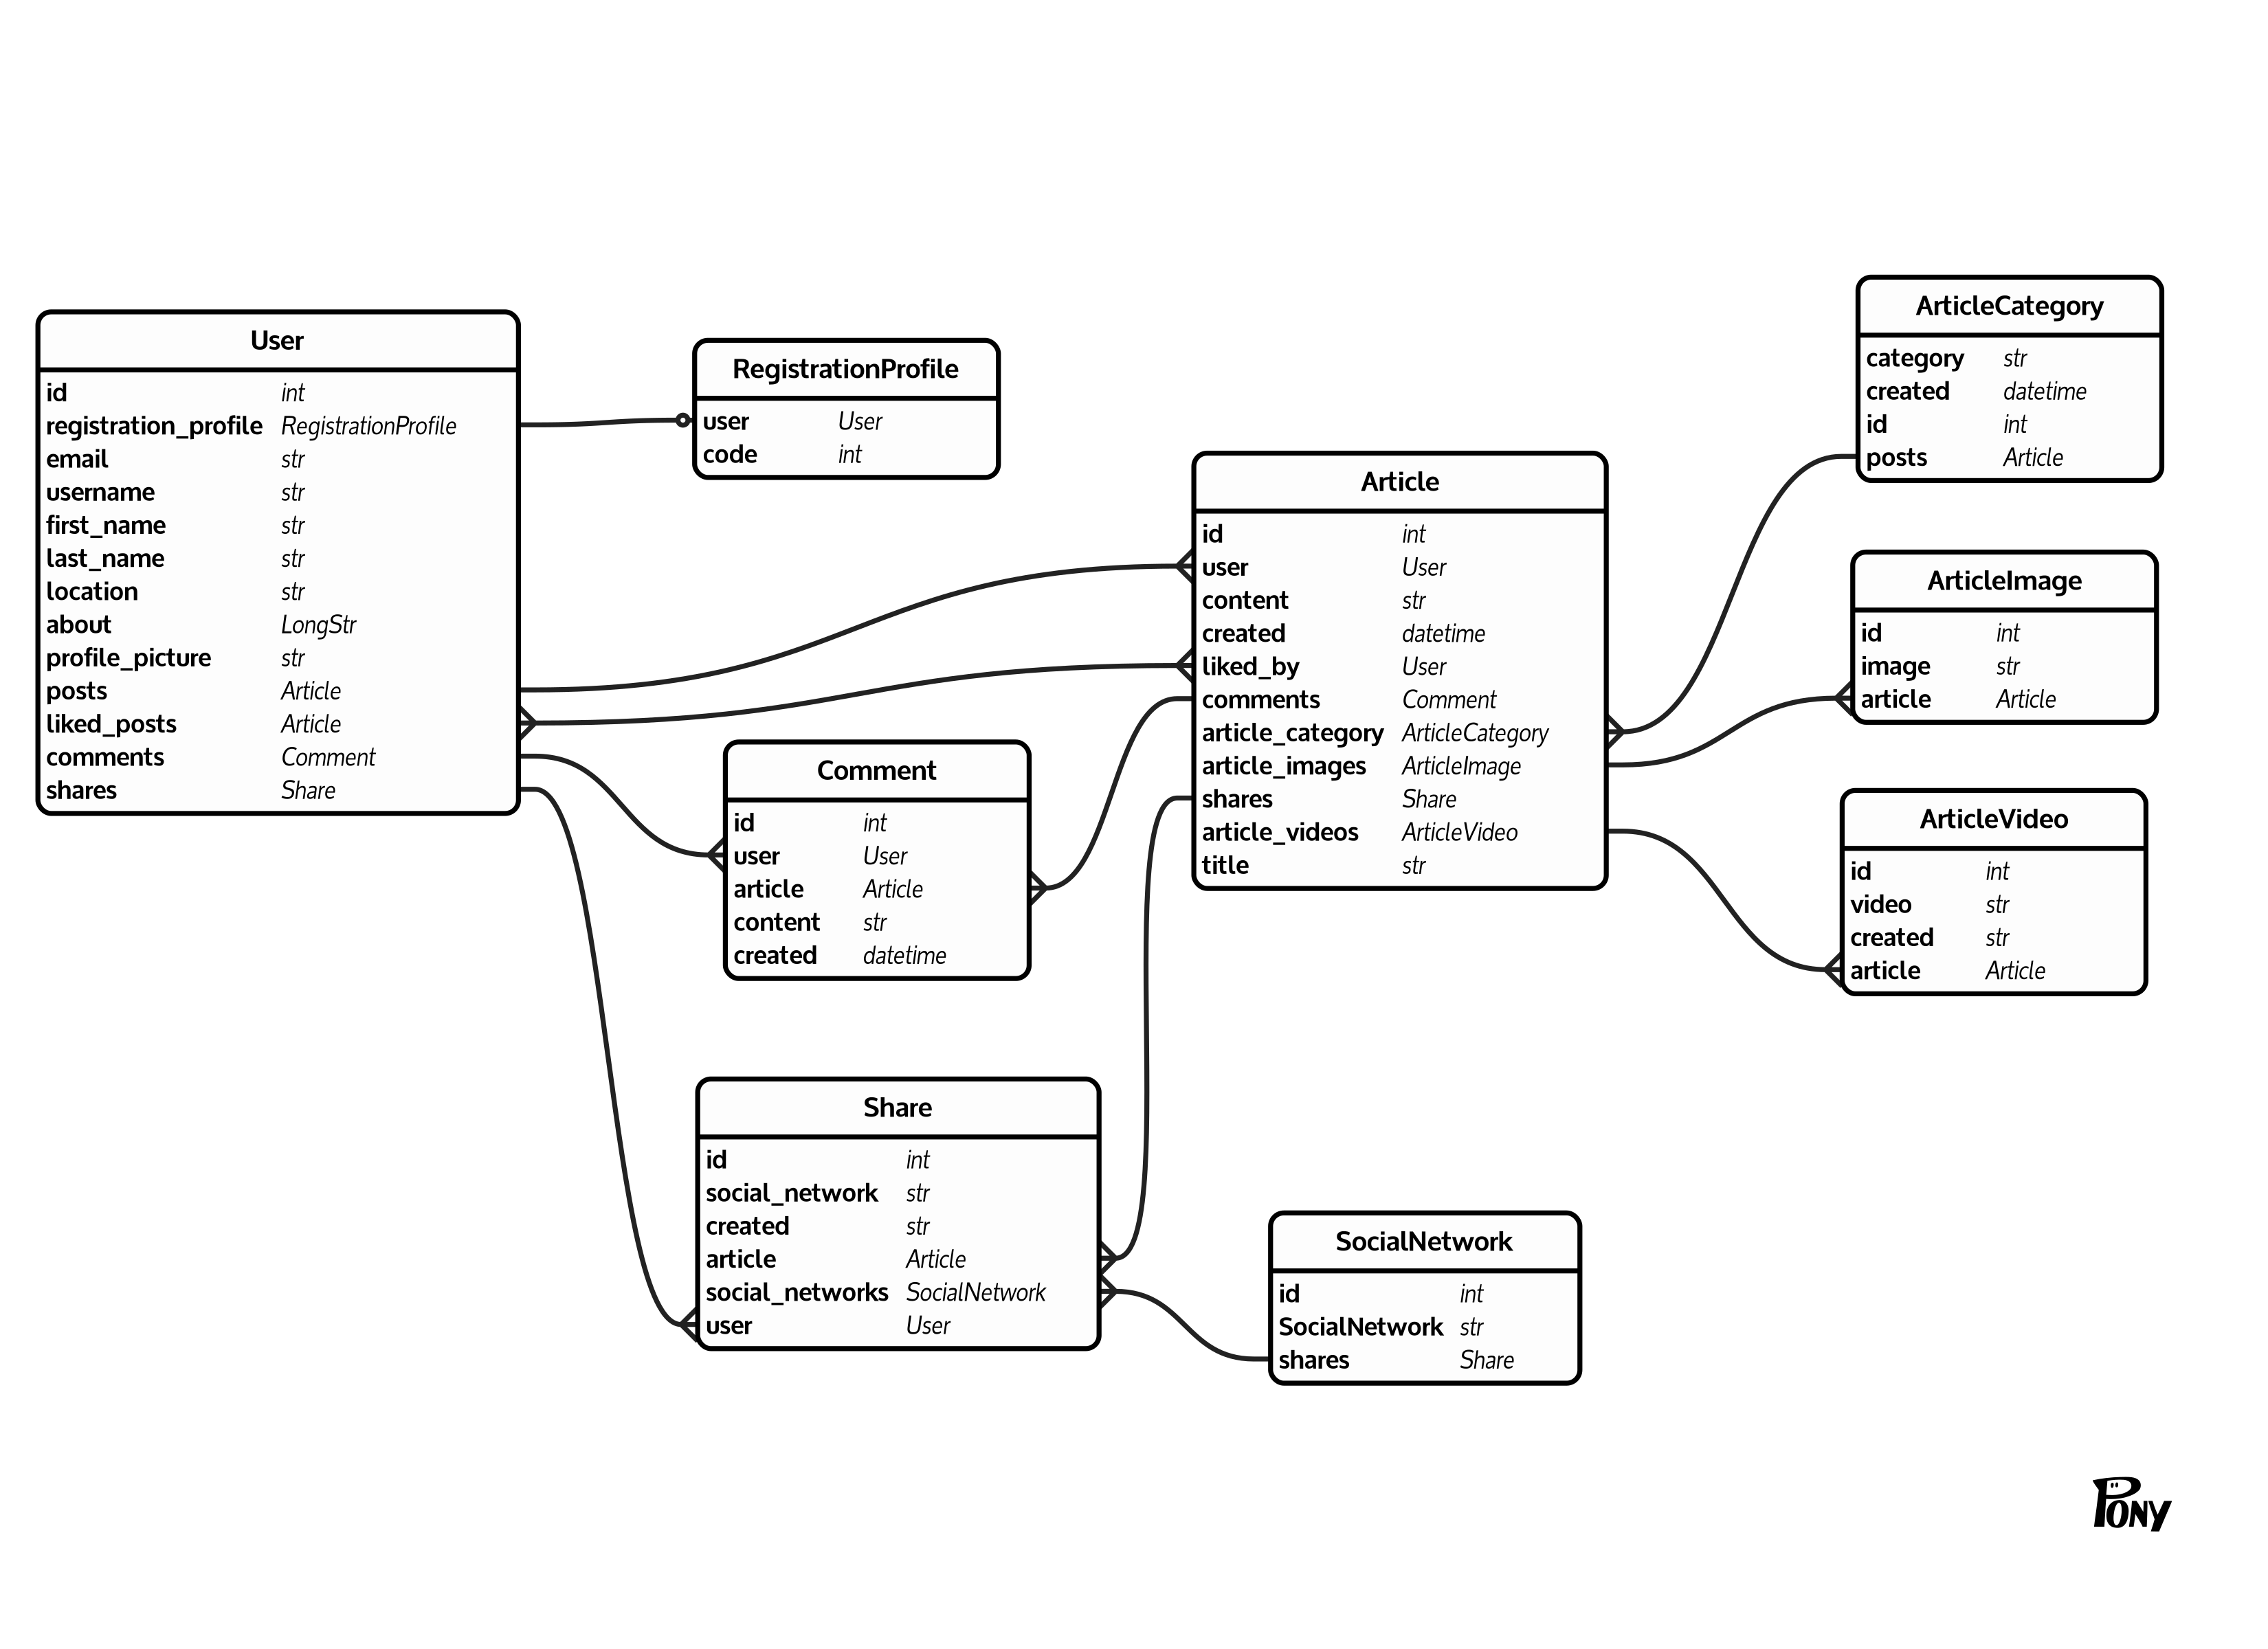 User
id int
registration_profile RegistrationProfile
email str
username str
first_name str
last_name str
location str
about LongStr
profile_picture str
posts Article
liked_posts Article
comments Comment
shares Share
RegistrationProfile
user User
code int
Comment
id int
user User
article Article
content str
created datetime
Share
id int
social_network str
created str
article Article
social_networks SocialNetwork
user User
Article
id int
user User
content str
created datetime
liked_by User
comments Comment
article_category ArticleCategory
article_images ArticleImage
shares Share
article_videos ArticleVideo
title str
SocialNetwork
id int
SocialNetwork str
shares Share
ArticleCategory
category str
created datetime
id int
posts Article
ArticleImage
id int
image str
article Article
ArticleVideo
id int
video str
created str
article Article
PONY